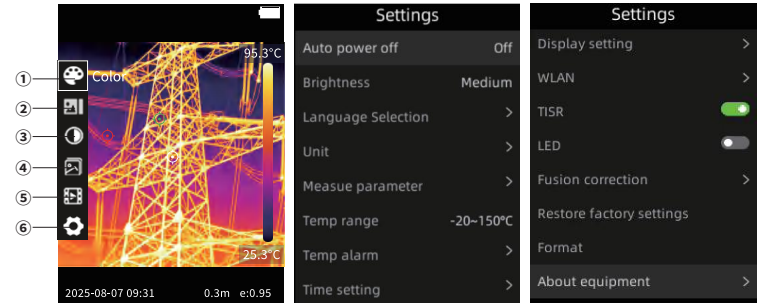 95.3°C
① Color
②
③
④
⑤
⑥
25.3°C
2025-08-07 09:31 0.3m e:0.95
Settings
Auto power off Off
Brightness Medium
Language Selection >
Unit >
Measue parameter >
Temp range -20~150°C
Temp alarm >
Time setting >
Settings
Display setting >
WLAN >
TISR
LED
Fusion correction >
Restore factory settings
Format
About equipment >